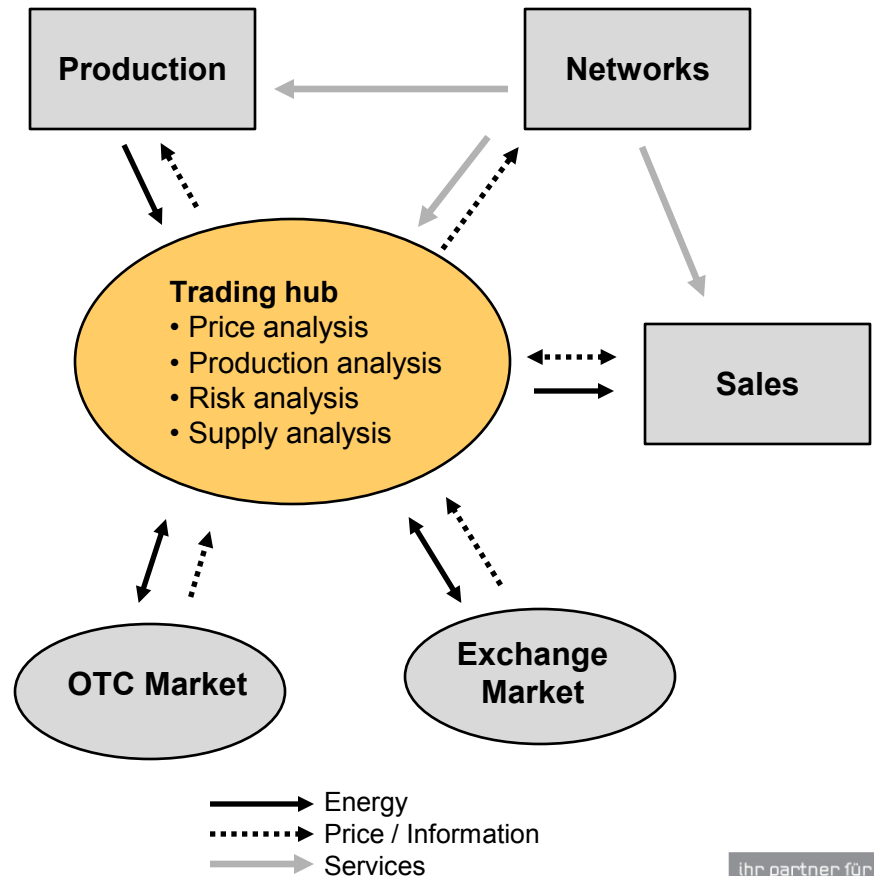 Production
Networks
Trading hub
• Price analysis
• Production analysis
• Risk analysis
• Supply analysis
Sales
OTC Market
Exchange
Market
Energy
Price / Information
Services
ihr partner für